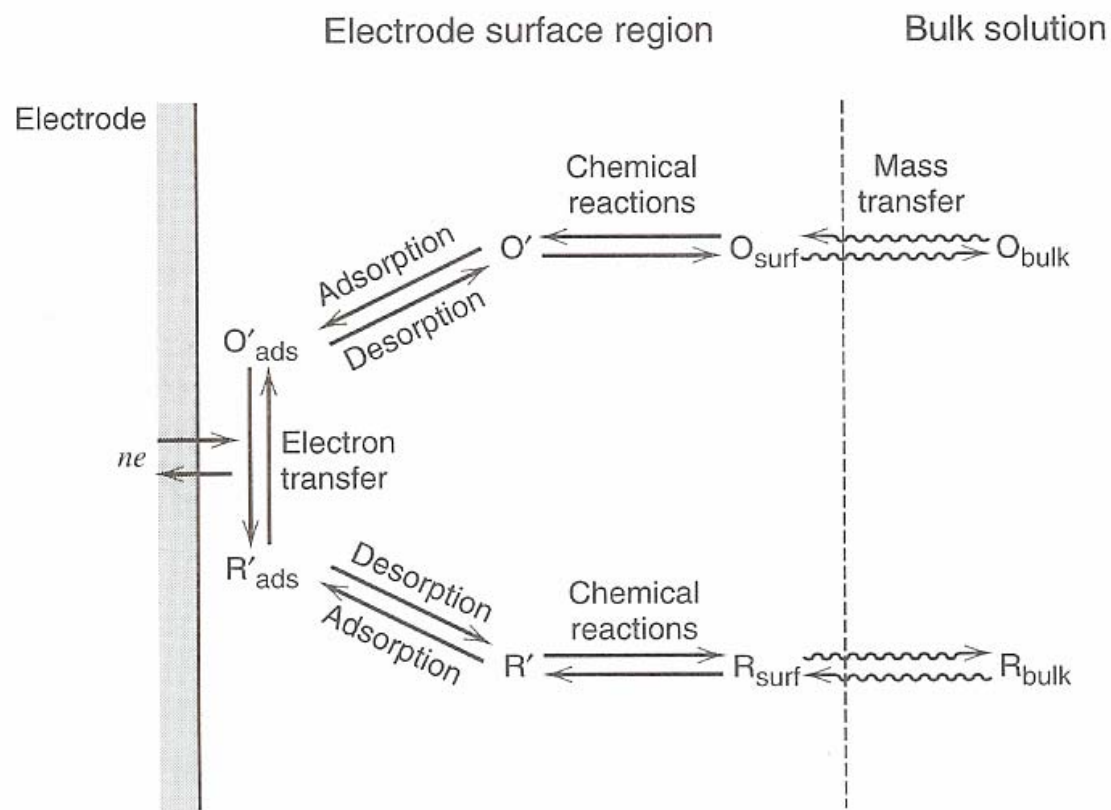 Electrode surface region
Bulk solution
Electrode
Chemical
reactions
Mass
transfer
Adsorption
Desorption
O′
O_surf
O_bulk
O′_ads
ne
Electron
transfer
R′_ads
Desorption
Adsorption
Chemical
reactions
R′
R_surf
R_bulk